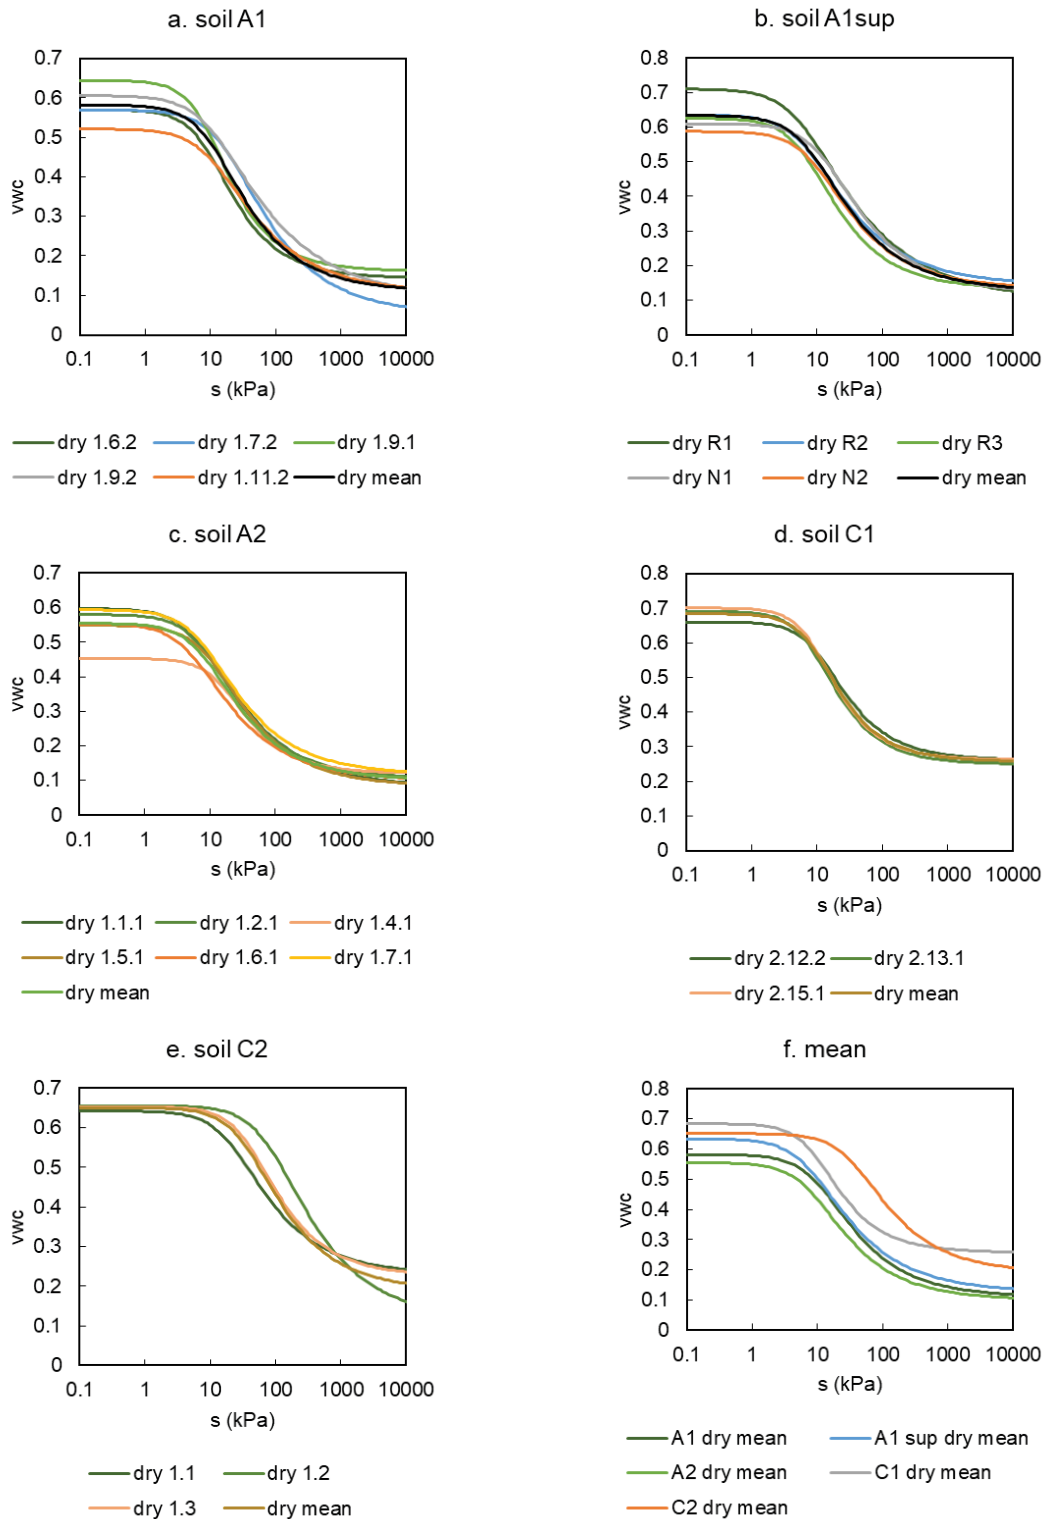 a. soil A1
0.7
0.6
0.5
0.4
0.3
0.2
0.1
0
vwc
0.1 1 10 100 1000 10000
s (kPa)
dry 1.6.2 dry 1.7.2 dry 1.9.1
dry 1.9.2 dry 1.11.2 dry mean
b. soil A1sup
0.8
0.7
0.6
0.5
0.4
0.3
0.2
0.1
0
vwc
0.1 1 10 100 1000 10000
s (kPa)
dry R1 dry R2 dry R3
dry N1 dry N2 dry mean
c. soil A2
0.7
0.6
0.5
0.4
0.3
0.2
0.1
0
vwc
0.1 1 10 100 1000 10000
s (kPa)
dry 1.1.1 dry 1.2.1 dry 1.4.1
dry 1.5.1 dry 1.6.1 dry 1.7.1
dry mean
d. soil C1
0.8
0.7
0.6
0.5
0.4
0.3
0.2
0.1
0
vwc
0.1 1 10 100 1000 10000
s (kPa)
dry 2.12.2 dry 2.13.1
dry 2.15.1 dry mean
e. soil C2
0.7
0.6
0.5
0.4
0.3
0.2
0.1
0
vwc
0.1 1 10 100 1000 10000
s (kPa)
dry 1.1 dry 1.2
dry 1.3 dry mean
f. mean
0.8
0.7
0.6
0.5
0.4
0.3
0.2
0.1
0
vwc
0.1 1 10 100 1000 10000
s (kPa)
A1 dry mean A1 sup dry mean
A2 dry mean C1 dry mean
C2 dry mean